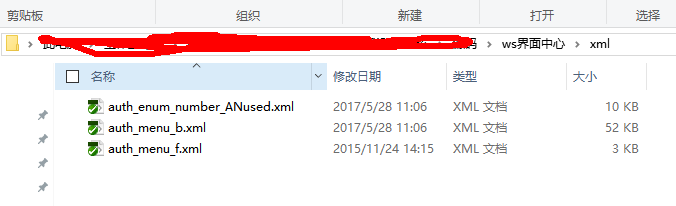 剪贴板 组织 新建 打开 选择
ws界面中心 xml
名称 修改日期 类型 大小
auth_enum_number_ANused.xml 2017/5/28 11:06 XML 文档 10 KB
auth_menu_b.xml 2017/5/28 11:06 XML 文档 52 KB
auth_menu_f.xml 2015/11/24 14:15 XML 文档 3 KB